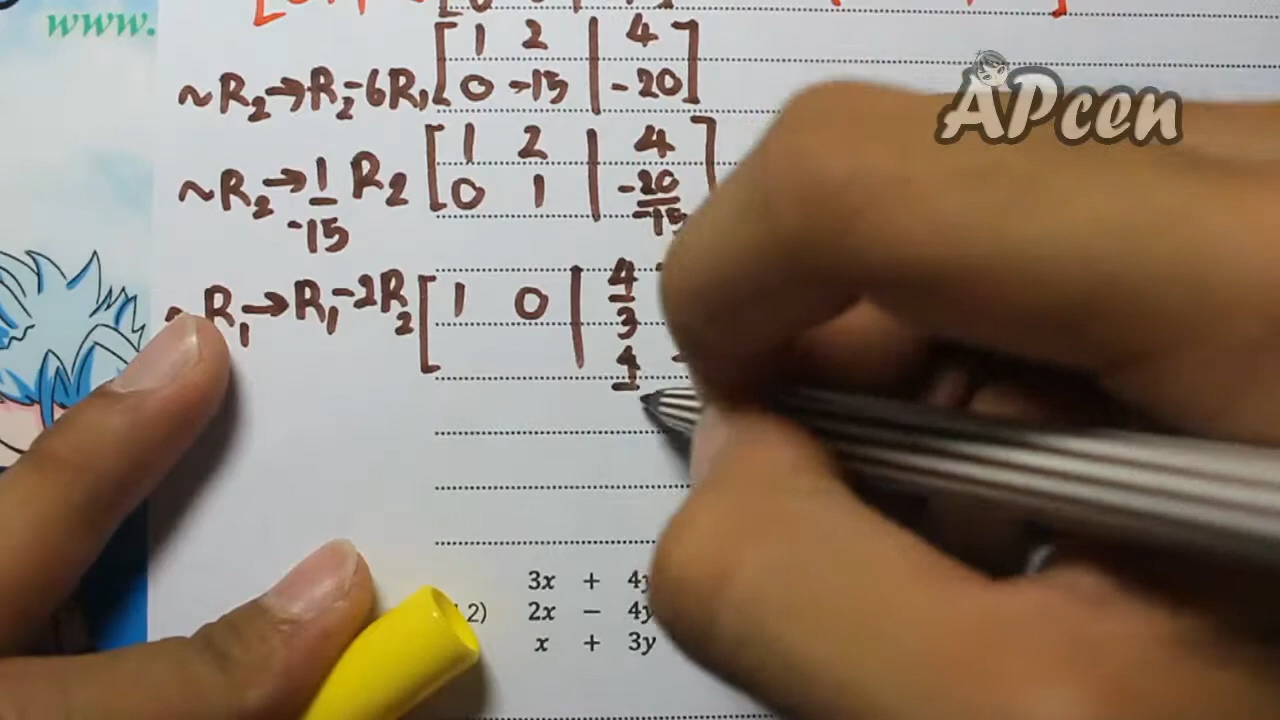 www.
APcen
1 2 | 4
~R₂→R₂-6R₁ [0 -15 | -20]
1 2 | 4
~R₂→1/-15 R₂ [0 1 | -20/-15]
~R₁→R₁-2R₂ [1 0 | 4/3
4
3x + 4y
2) 2x - 4y
x + 3y